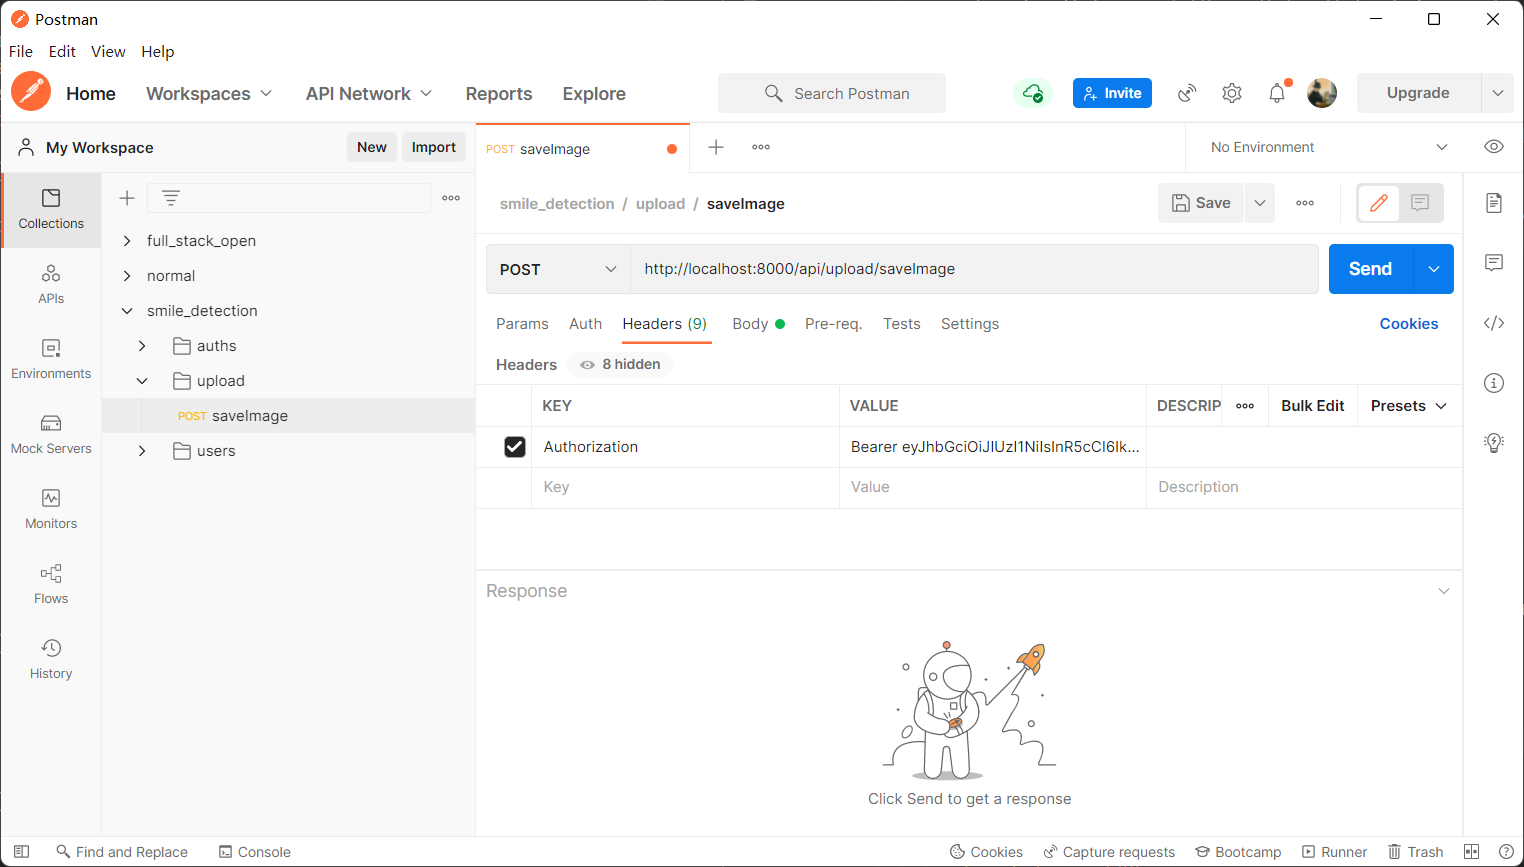 Postman
File Edit View Help
Home Workspaces API Network Reports Explore Search Postman Invite Upgrade
My Workspace New Import POST saveImage No Environment
Collections
APIs
Environments
Mock Servers
Monitors
Flows
History
full_stack_open
normal
smile_detection
auths
upload
POST saveImage
users
smile_detection / upload / saveImage Save
POST http://localhost:8000/api/upload/saveImage Send
Params Auth Headers (9) Body Pre-req. Tests Settings Cookies
Headers 8 hidden
KEY VALUE DESCRIP Bulk Edit Presets
Authorization Bearer eyJhbGciOiJIUzI1NiIsInR5cCI6Ik...
Key Value Description
Response
Click Send to get a response
Find and Replace Console Cookies Capture requests Bootcamp Runner Trash